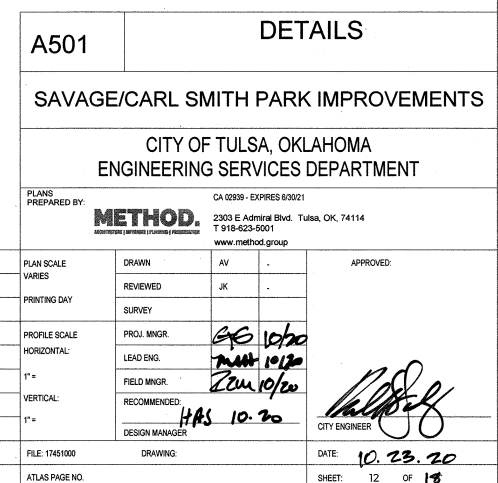 A501
DETAILS
SAVAGE/CARL SMITH PARK IMPROVEMENTS
CITY OF TULSA, OKLAHOMA
ENGINEERING SERVICES DEPARTMENT
PLANS
PREPARED BY:
METHOD.
CA 02939 - EXPIRES 6/30/21
2303 E Admiral Blvd. Tulsa, OK, 74114
T 918-623-5001
www.method.group
PLAN SCALE
VARIES
PRINTING DAY
DRAWN AV -
REVIEWED JK -
SURVEY
APPROVED:
PROFILE SCALE
HORIZONTAL:
1" =
VERTICAL:
1" =
PROJ. MNGR. 10/20
LEAD ENG. 10/20
FIELD MNGR. 10/20
RECOMMENDED:
HAS 10.20
DESIGN MANAGER
CITY ENGINEER
FILE: 17451000 DRAWING:
DATE: 10.23.20
ATLAS PAGE NO.
SHEET: 12 OF 18